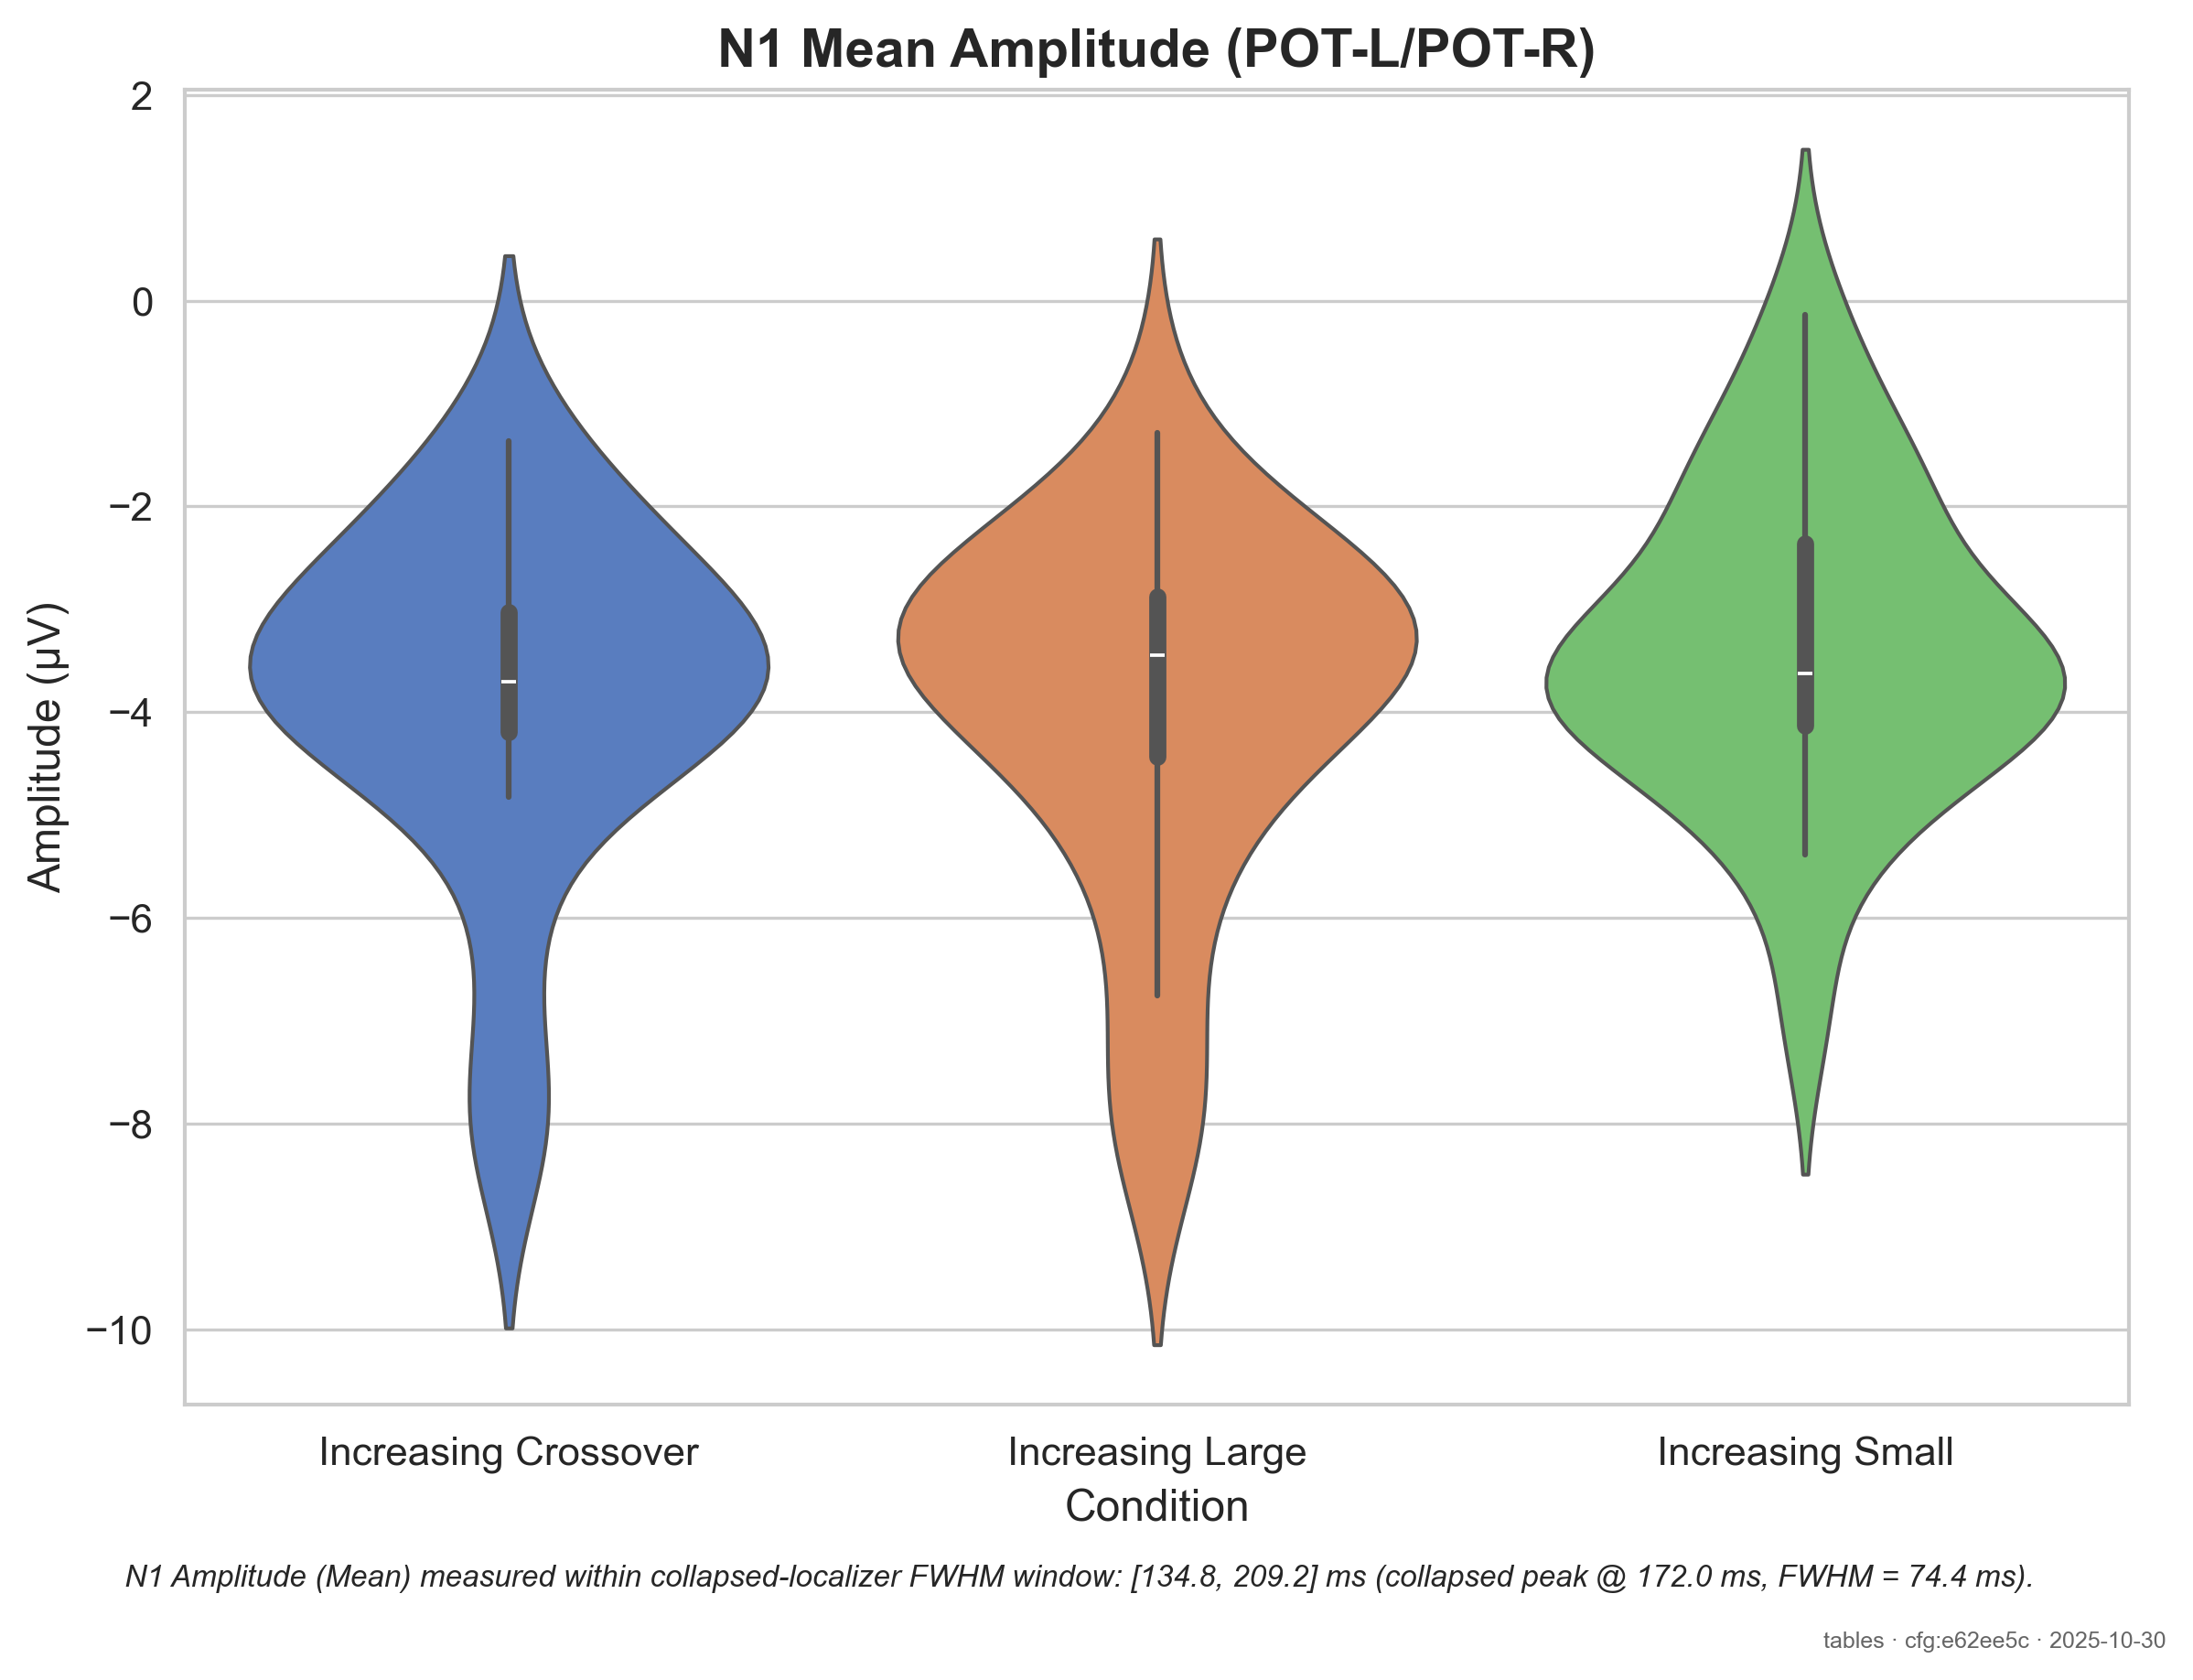 N1 Mean Amplitude (POT-L/POT-R)
Amplitude (µV)
2
0
−2
−4
−6
−8
−10
Increasing Crossover
Increasing Large
Increasing Small
Condition
N1 Amplitude (Mean) measured within collapsed-localizer FWHM window: [134.8, 209.2] ms (collapsed peak @ 172.0 ms, FWHM = 74.4 ms).
tables · cfg:e62ee5c · 2025-10-30